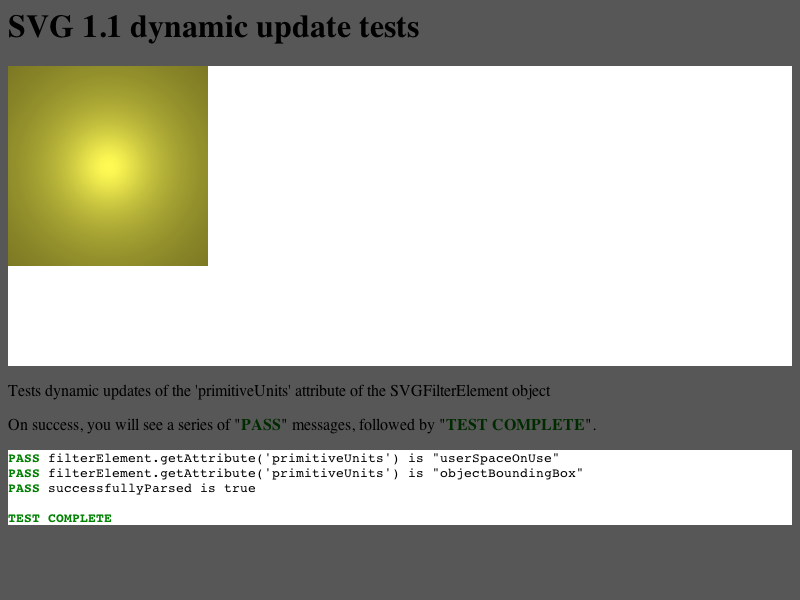 SVG 1.1 dynamic update tests
Tests dynamic updates of the 'primitiveUnits' attribute of the SVGFilterElement object
On success, you will see a series of "PASS" messages, followed by "TEST COMPLETE".
PASS filterElement.getAttribute('primitiveUnits') is "userSpaceOnUse"
PASS filterElement.getAttribute('primitiveUnits') is "objectBoundingBox"
PASS successfullyParsed is true
TEST COMPLETE